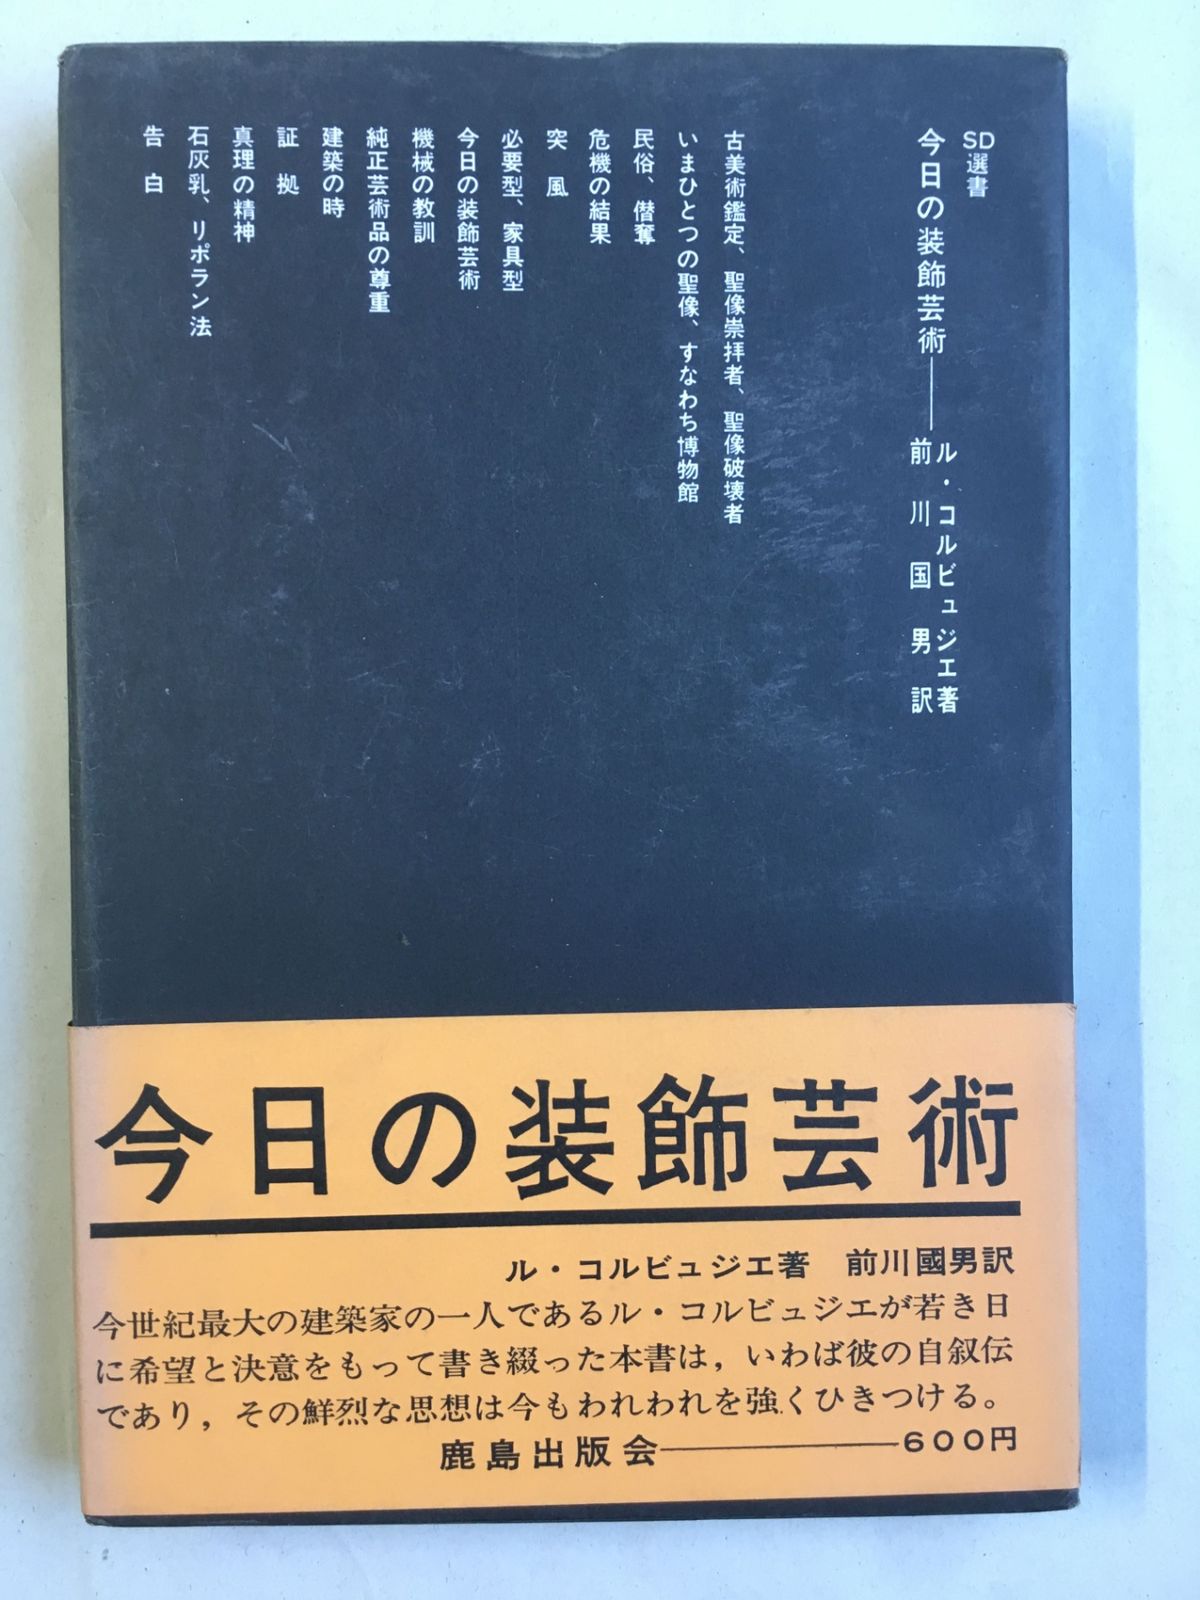 SD選書
今日の装飾芸術――ル・コルビュジエ著
前川国男訳
古美術鑑定、聖像崇拝者、聖像破壊者
いまひとつの聖像、すなわち博物館
民俗、僣奪
危機の結果
突風
必要型、家具型
今日の装飾芸術
機械の教訓
純正芸術品の尊重
建築の時
証拠
真理の精神
石灰乳、リポラン法
告白
今日の装飾芸術
ル・コルビュジエ著 前川國男訳
今世紀最大の建築家の一人であるル・コルビュジエが若き日
に希望と決意をもって書き綴った本書は，いわば彼の自叙伝
であり，その鮮烈な思想は今もわれわれを強くひきつける。
鹿島出版会――600円